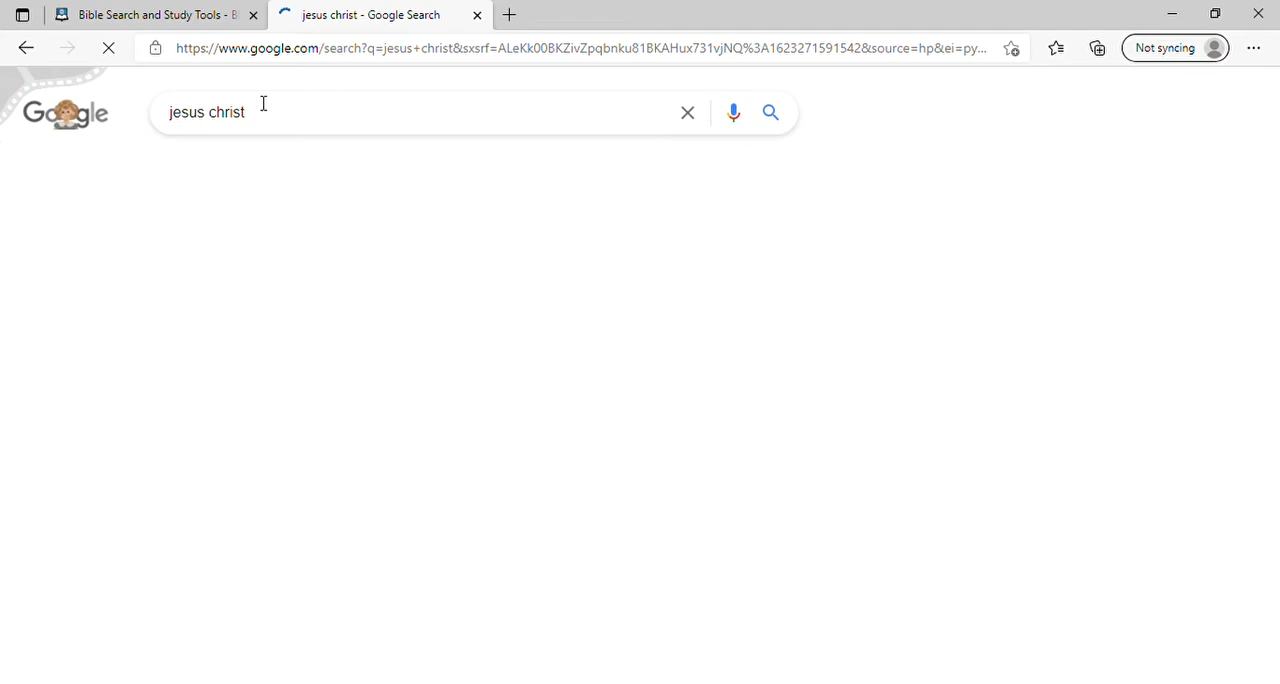 Bible Search and Study Tools - B
jesus christ - Google Search
https://www.google.com/search?q=jesus+christ&sxsrf=ALeKk00BKZivZpqbnku81BKAHux731vjNQ%3A1623271591542&source=hp&ei=py...
Not syncing
Google
jesus christ